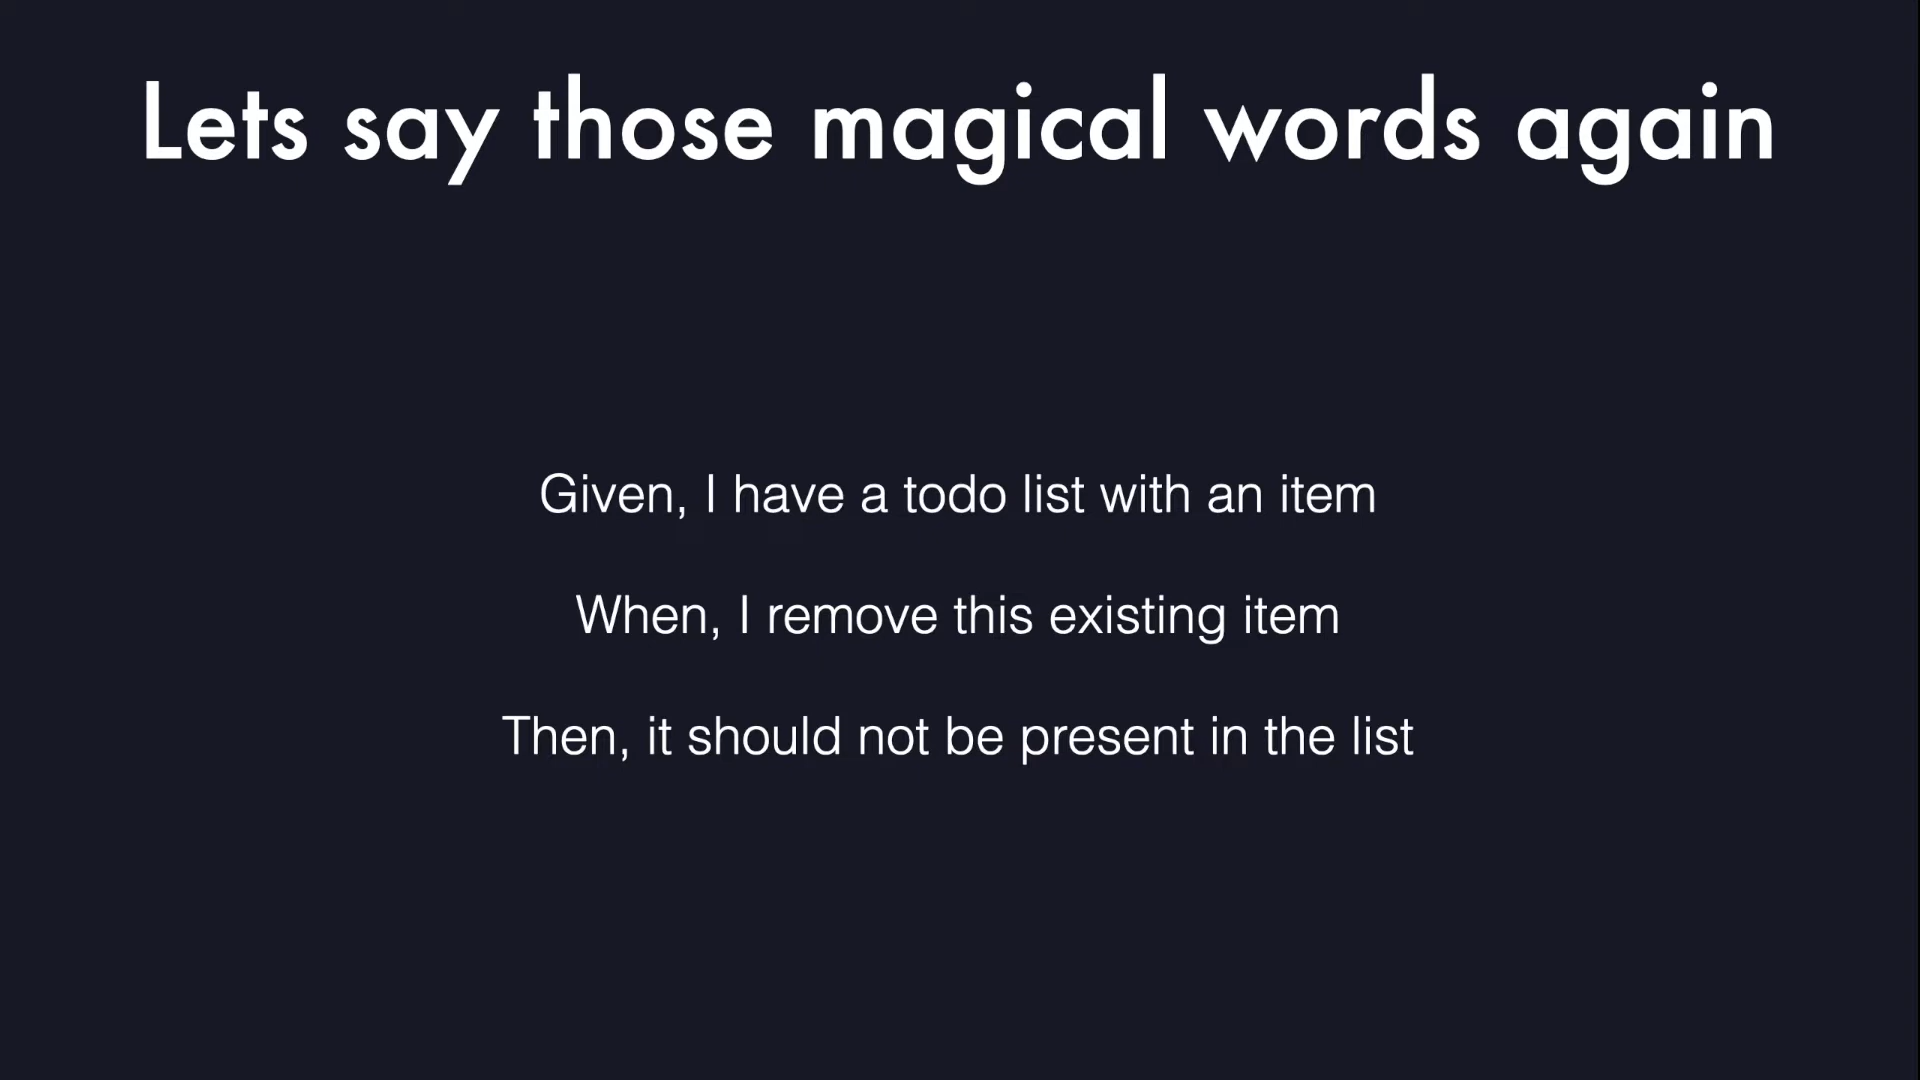 Lets say those magical words again
Given, I have a todo list with an item
When, I remove this existing item
Then, it should not be present in the list